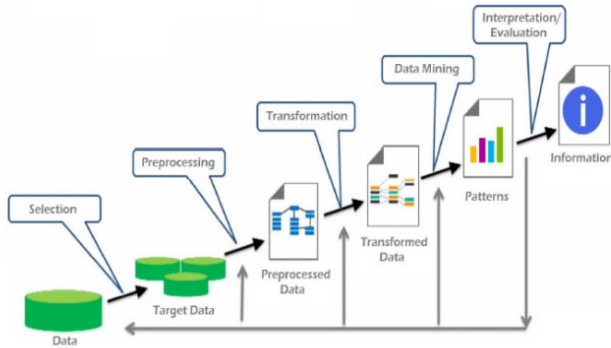 Interpretation/
Evaluation
Data Mining
Transformation
Preprocessing
Selection
Information
Patterns
Transformed
Data
Preprocessed
Data
Target Data
Data